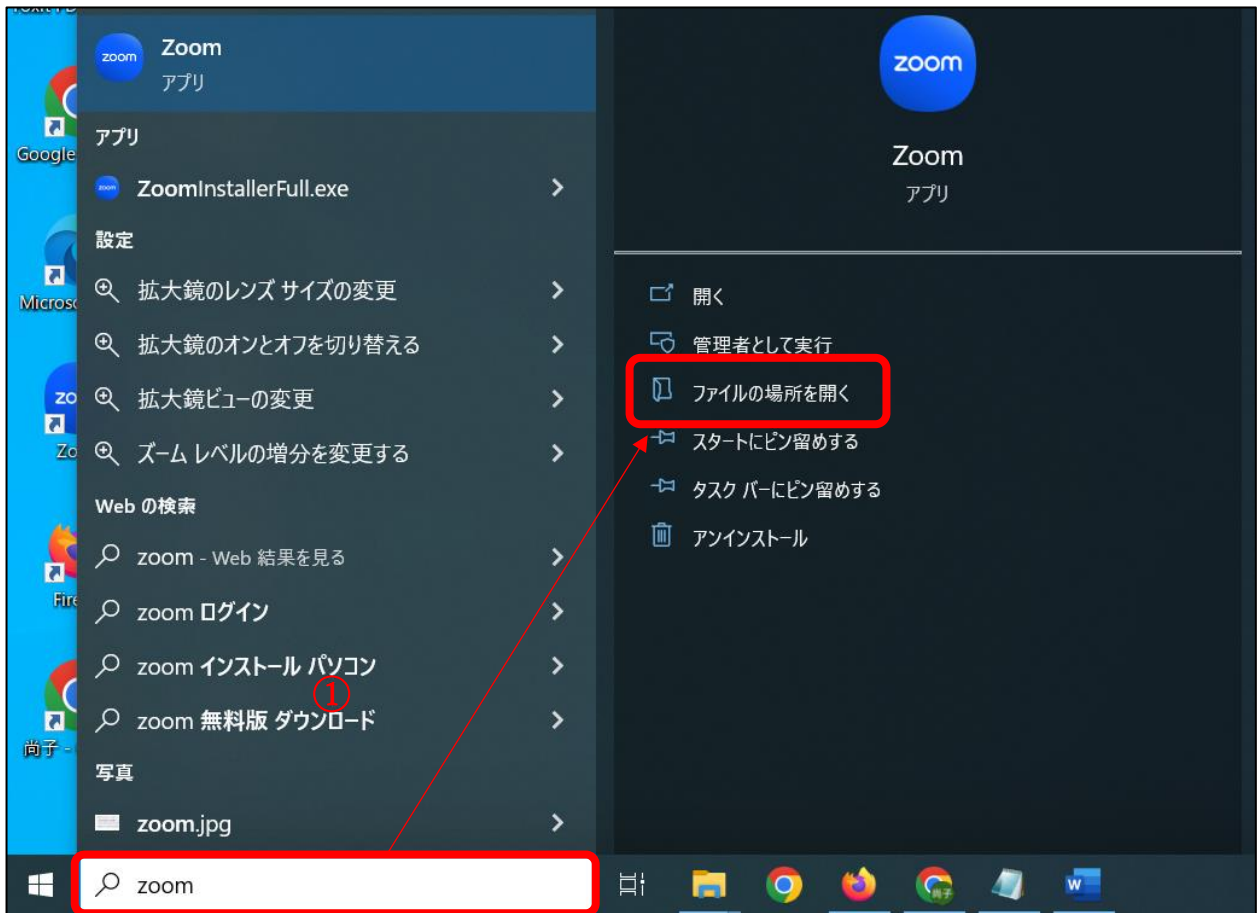 Zoom
アプリ
アプリ
ZoomInstallerFull.exe
設定
拡大鏡のレンズ サイズの変更
拡大鏡のオンとオフを切り替える
拡大鏡ビューの変更
ズーム レベルの増分を変更する
Web の検索
zoom - Web 結果を見る
zoom ログイン
zoom インストール パソコン
①
zoom 無料版 ダウンロード
写真
zoom.jpg
zoom
zoom
Zoom
アプリ
開く
管理者として実行
ファイルの場所を開く
スタートにピン留めする
タスク バーにピン留めする
アンインストール
Google
尚子 -